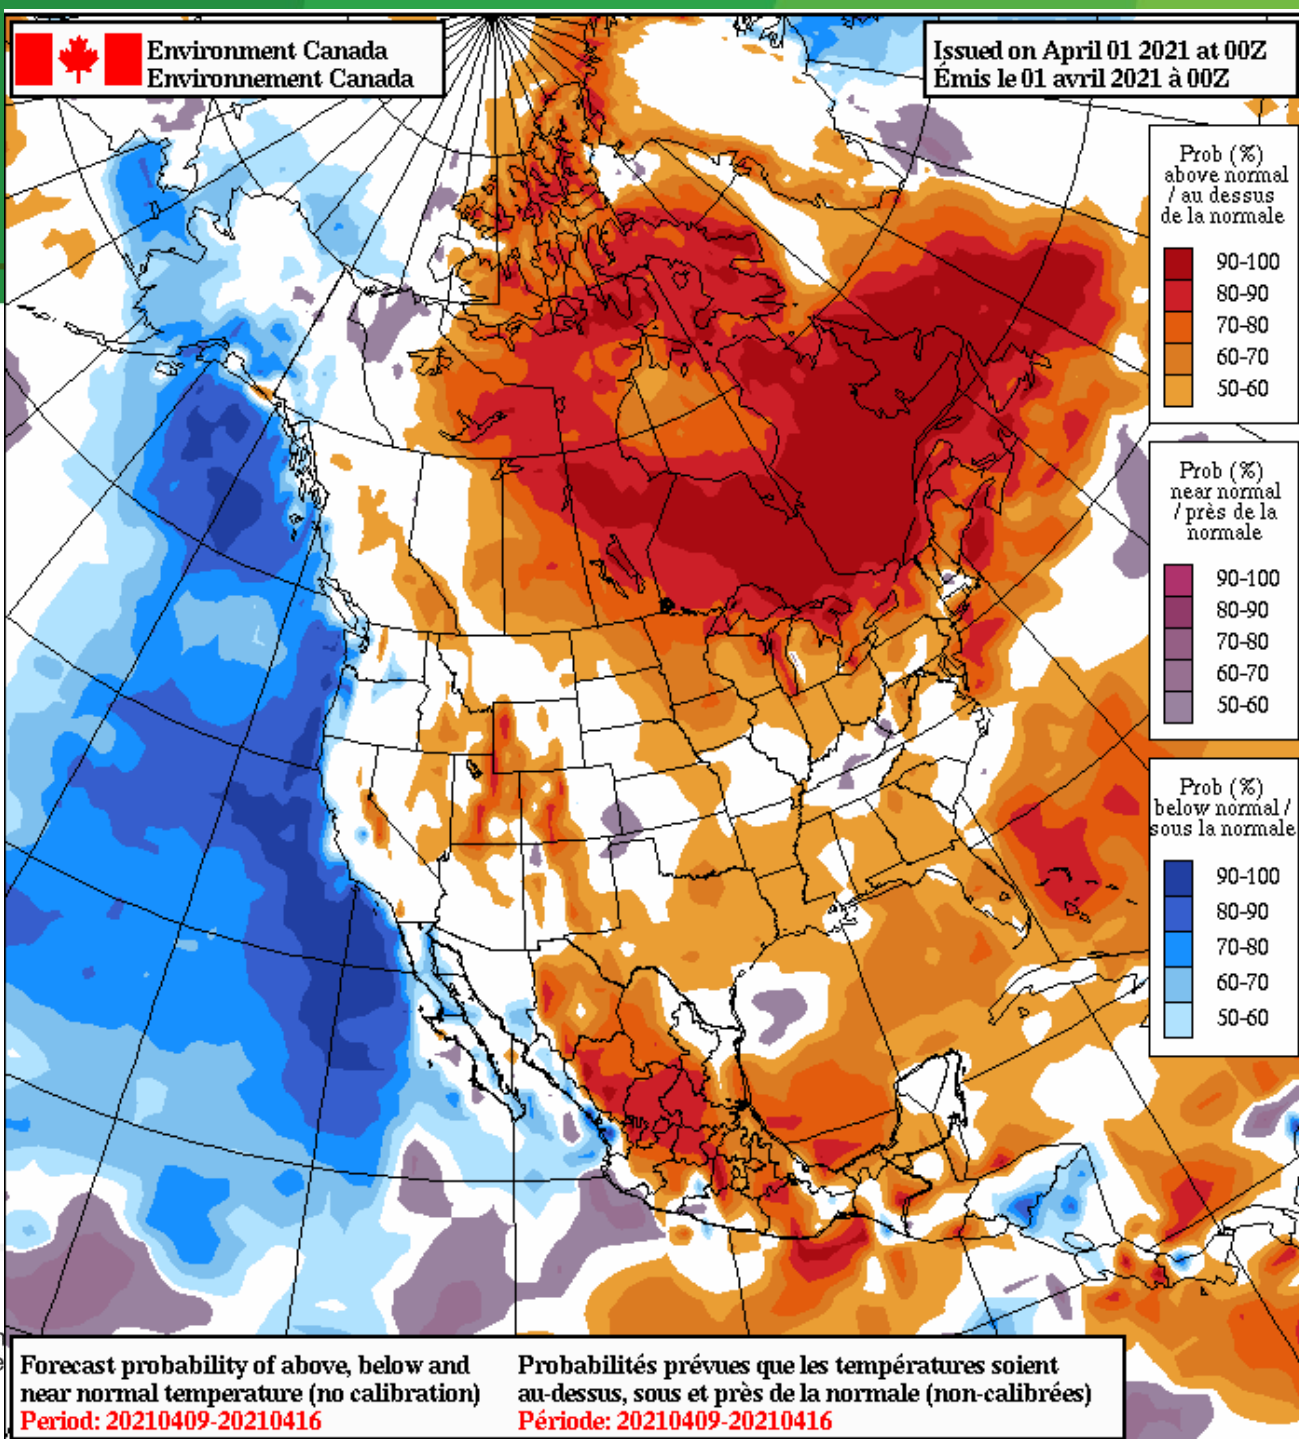 Environment Canada
Environnement Canada
Issued on April 01 2021 at 00Z
Émis le 01 avril 2021 à 00Z
Prob (%)
above normal
/ au dessus
de la normale
90-100
80-90
70-80
60-70
50-60
Prob (%)
near normal
/ près de la
normale
90-100
80-90
70-80
60-70
50-60
Prob (%)
below normal /
sous la normale
90-100
80-90
70-80
60-70
50-60
Forecast probability of above, below and
near normal temperature (no calibration)
Period: 20210409-20210416
Probabilités prévues que les températures soient
au-dessus, sous et près de la normale (non-calibrées)
Période: 20210409-20210416